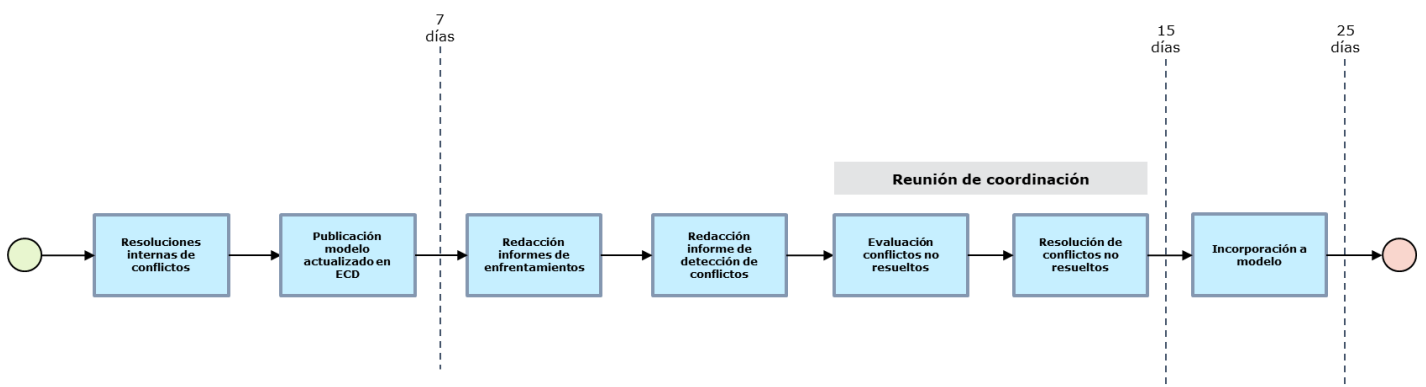 7
días
15
días
25
días
Reunión de coordinación
Resoluciones
internas de
conflictos
Publicación
modelo
actualizado en
ECD
Redacción
informes de
enfrentamientos
Redacción
informe de
detección de
conflictos
Evaluación
conflictos no
resueltos
Resolución de
conflictos no
resueltos
Incorporación a
modelo